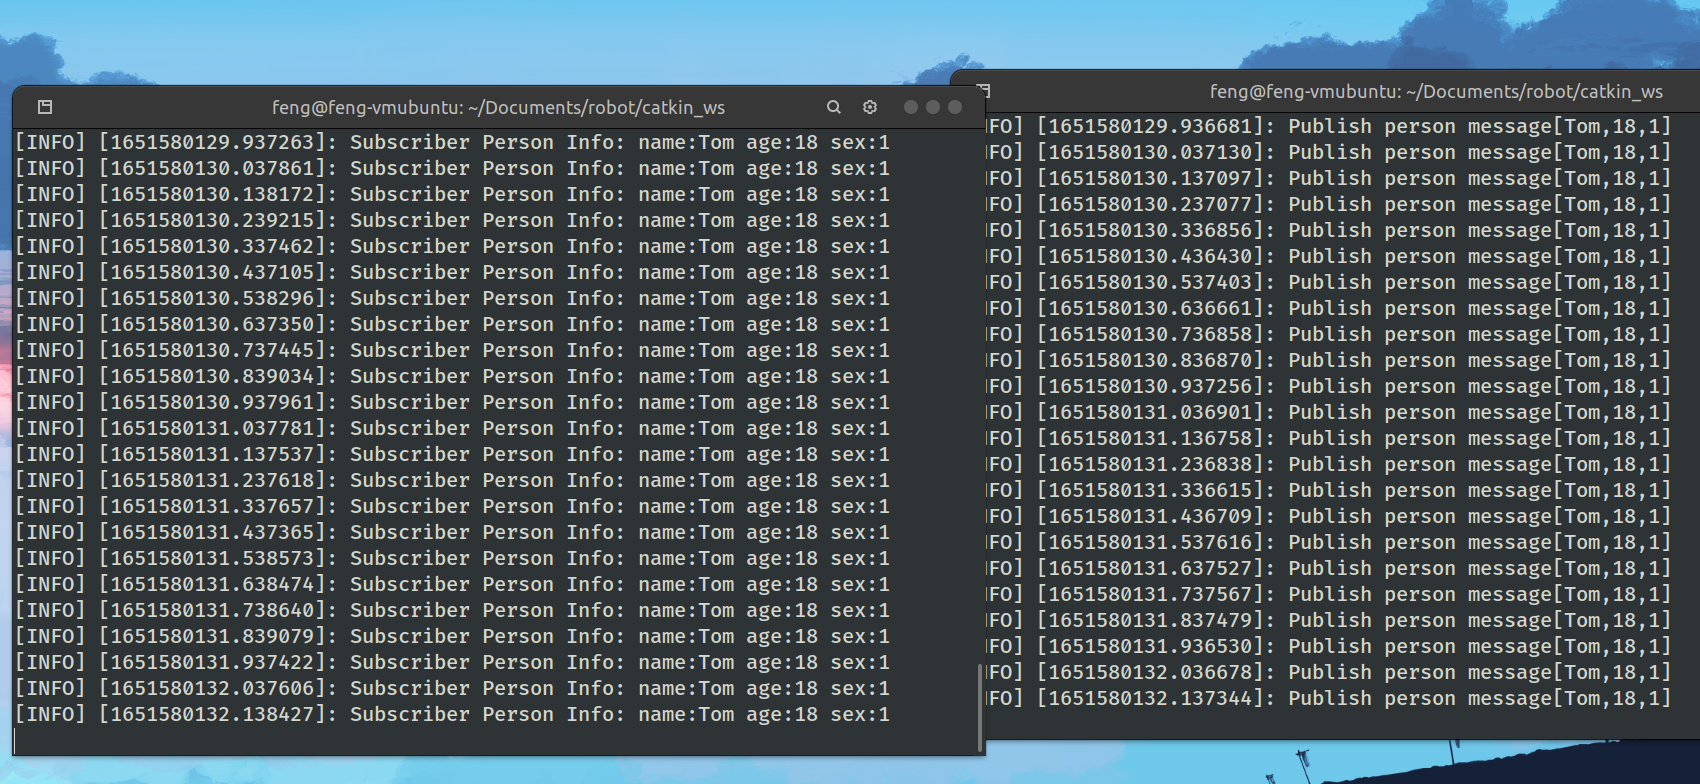 feng@feng-vmubuntu: ~/Documents/robot/catkin_ws
[INFO] [1651580129.937263]: Subscriber Person Info: name:Tom age:18 sex:1
[INFO] [1651580130.037861]: Subscriber Person Info: name:Tom age:18 sex:1
[INFO] [1651580130.138172]: Subscriber Person Info: name:Tom age:18 sex:1
[INFO] [1651580130.239215]: Subscriber Person Info: name:Tom age:18 sex:1
[INFO] [1651580130.337462]: Subscriber Person Info: name:Tom age:18 sex:1
[INFO] [1651580130.437105]: Subscriber Person Info: name:Tom age:18 sex:1
[INFO] [1651580130.538296]: Subscriber Person Info: name:Tom age:18 sex:1
[INFO] [1651580130.637350]: Subscriber Person Info: name:Tom age:18 sex:1
[INFO] [1651580130.737445]: Subscriber Person Info: name:Tom age:18 sex:1
[INFO] [1651580130.839034]: Subscriber Person Info: name:Tom age:18 sex:1
[INFO] [1651580130.937961]: Subscriber Person Info: name:Tom age:18 sex:1
[INFO] [1651580131.037781]: Subscriber Person Info: name:Tom age:18 sex:1
[INFO] [1651580131.137537]: Subscriber Person Info: name:Tom age:18 sex:1
[INFO] [1651580131.237618]: Subscriber Person Info: name:Tom age:18 sex:1
[INFO] [1651580131.337657]: Subscriber Person Info: name:Tom age:18 sex:1
[INFO] [1651580131.437365]: Subscriber Person Info: name:Tom age:18 sex:1
[INFO] [1651580131.538573]: Subscriber Person Info: name:Tom age:18 sex:1
[INFO] [1651580131.638474]: Subscriber Person Info: name:Tom age:18 sex:1
[INFO] [1651580131.738640]: Subscriber Person Info: name:Tom age:18 sex:1
[INFO] [1651580131.839079]: Subscriber Person Info: name:Tom age:18 sex:1
[INFO] [1651580131.937422]: Subscriber Person Info: name:Tom age:18 sex:1
[INFO] [1651580132.037606]: Subscriber Person Info: name:Tom age:18 sex:1
[INFO] [1651580132.138427]: Subscriber Person Info: name:Tom age:18 sex:1
feng@feng-vmubuntu: ~/Documents/robot/catkin_ws
NFO] [1651580129.936681]: Publish person message[Tom,18,1]
NFO] [1651580130.037130]: Publish person message[Tom,18,1]
NFO] [1651580130.137097]: Publish person message[Tom,18,1]
NFO] [1651580130.237077]: Publish person message[Tom,18,1]
NFO] [1651580130.336856]: Publish person message[Tom,18,1]
NFO] [1651580130.436430]: Publish person message[Tom,18,1]
NFO] [1651580130.537403]: Publish person message[Tom,18,1]
NFO] [1651580130.636661]: Publish person message[Tom,18,1]
NFO] [1651580130.736858]: Publish person message[Tom,18,1]
NFO] [1651580130.836870]: Publish person message[Tom,18,1]
NFO] [1651580130.937256]: Publish person message[Tom,18,1]
NFO] [1651580131.036901]: Publish person message[Tom,18,1]
NFO] [1651580131.136758]: Publish person message[Tom,18,1]
NFO] [1651580131.236838]: Publish person message[Tom,18,1]
NFO] [1651580131.336615]: Publish person message[Tom,18,1]
NFO] [1651580131.436709]: Publish person message[Tom,18,1]
NFO] [1651580131.537616]: Publish person message[Tom,18,1]
NFO] [1651580131.637527]: Publish person message[Tom,18,1]
NFO] [1651580131.737567]: Publish person message[Tom,18,1]
NFO] [1651580131.837479]: Publish person message[Tom,18,1]
NFO] [1651580131.936530]: Publish person message[Tom,18,1]
NFO] [1651580132.036678]: Publish person message[Tom,18,1]
NFO] [1651580132.137344]: Publish person message[Tom,18,1]